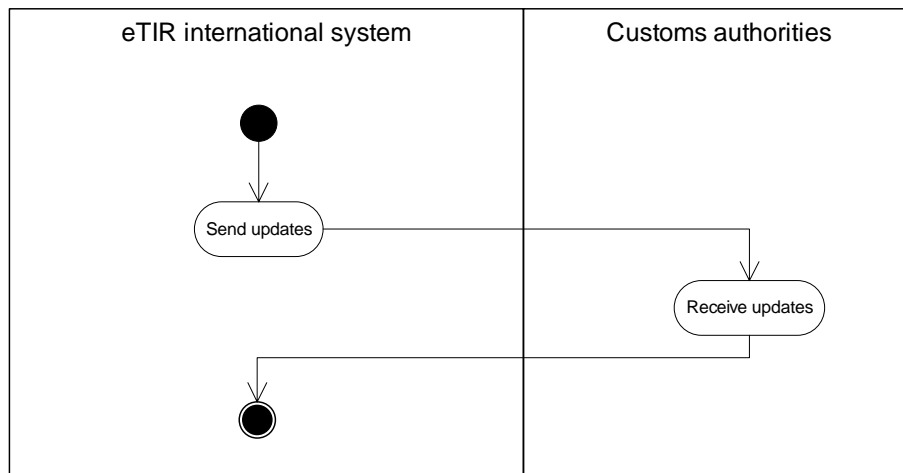 eTIR international system
Customs authorities
Send updates
Receive updates